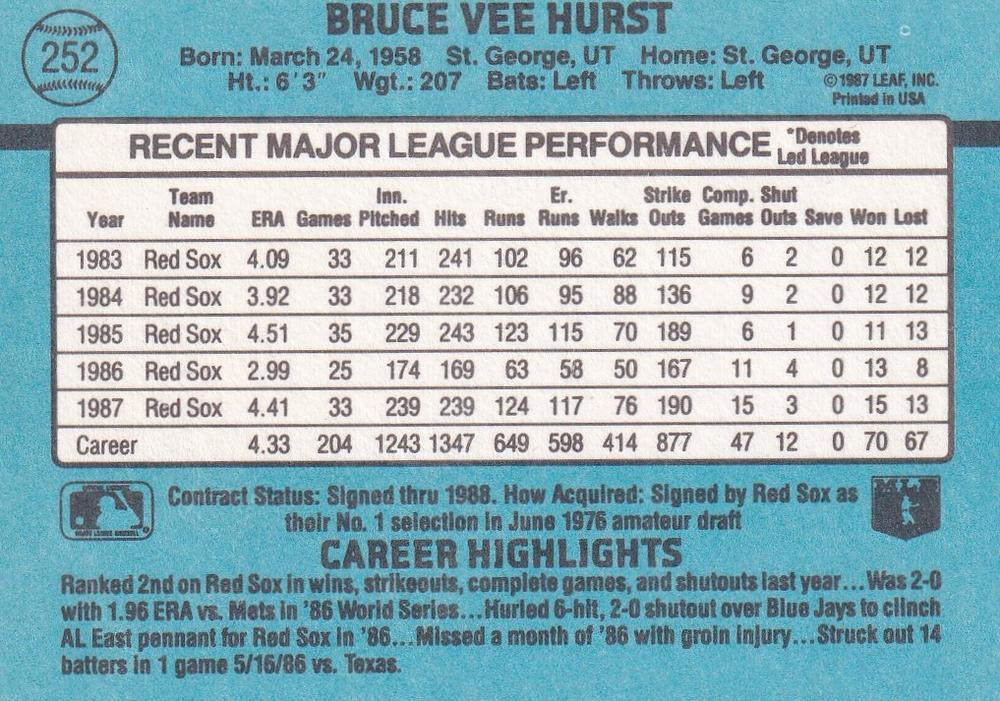 BRUCE VEE HURST
252
Born: March 24, 1958 St. George, UT Home: St. George, UT
Ht.: 6'3" Wgt.: 207 Bats: Left Throws: Left
©1987 LEAF, INC.
Printed in USA
RECENT MAJOR LEAGUE PERFORMANCE *Denotes Led League
Year Team Name ERA Games Inn. Pitched Hits Runs Er. Runs Walks Strike Outs Comp. Games Shut Outs Save Won Lost
1983 Red Sox 4.09 33 211 241 102 96 62 115 6 2 0 12 12
1984 Red Sox 3.92 33 218 232 106 95 88 136 9 2 0 12 12
1985 Red Sox 4.51 35 229 243 123 115 70 189 6 1 0 11 13
1986 Red Sox 2.99 25 174 169 63 58 50 167 11 4 0 13 8
1987 Red Sox 4.41 33 239 239 124 117 76 190 15 3 0 15 13
Career 4.33 204 1243 1347 649 598 414 877 47 12 0 70 67
Contract Status: Signed thru 1988. How Acquired: Signed by Red Sox as
their No. 1 selection in June 1976 amateur draft
CAREER HIGHLIGHTS
Ranked 2nd on Red Sox in wins, strikeouts, complete games, and shutouts last year...Was 2-0
with 1.96 ERA vs. Mets in '86 World Series...Hurled 6-hit, 2-0 shutout over Blue Jays to clinch
AL East pennant for Red Sox in '86...Missed a month of '86 with groin injury...Struck out 14
batters in 1 game 5/16/86 vs. Texas.